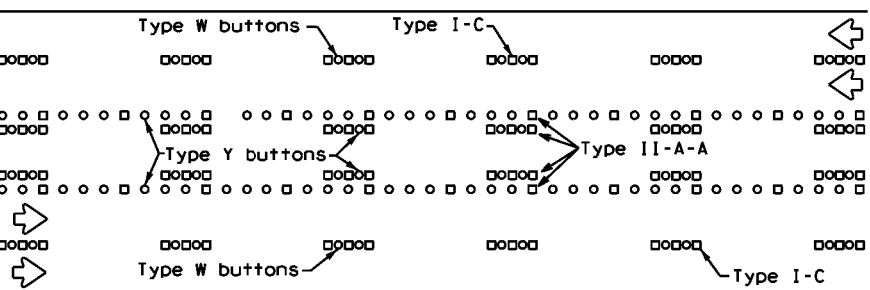 Type W buttons
Type I-C
Type Y buttons
Type II-A-A
Type W buttons
Type I-C